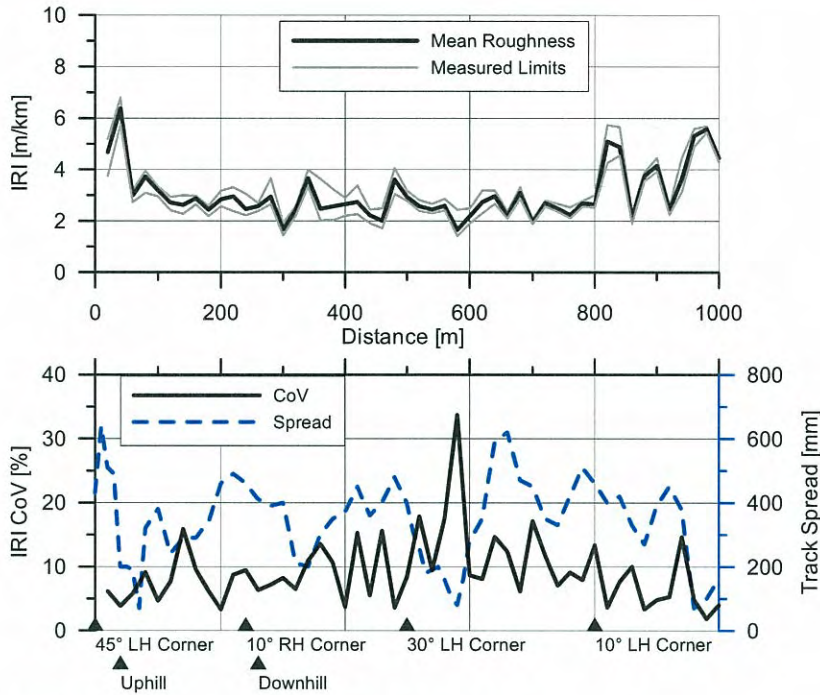 10
8
6
4
2
0
IRI [m/km]
Mean Roughness
Measured Limits
0 200 400 600 800 1000
Distance [m]
40
30
20
10
0
IRI CoV [%]
CoV
Spread
800
600
400
200
0
Track Spread [mm]
45° LH Corner 10° RH Corner 30° LH Corner 10° LH Corner
Uphill Downhill